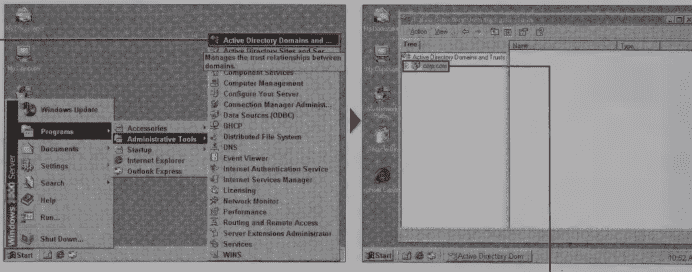 Active Directory Domains and ...
Active Directory Sites and Ser
Manages the trust relationships between
domains.
Component Services
Computer Management
Configure Your Server
Connection Manager Administ...
Data Sources (ODBC)
DHCP
Distributed File System
DNS
Event Viewer
Internet Authentication Service
Internet Services Manager
Licensing
Network Monitor
Performance
Routing and Remote Access
Server Extensions Administrator
Services
WINS
Accessories
Administrative Tools
Startup
Internet Explorer
Outlook Express
Windows Update
Programs
Documents
Settings
Search
Help
Run...
Shut Down...
Windows 2000 Server
Start
Action View
Tree
Name
Type
Active Directory Domains and Trusts
Start
Active Directory Dom
10:52 A